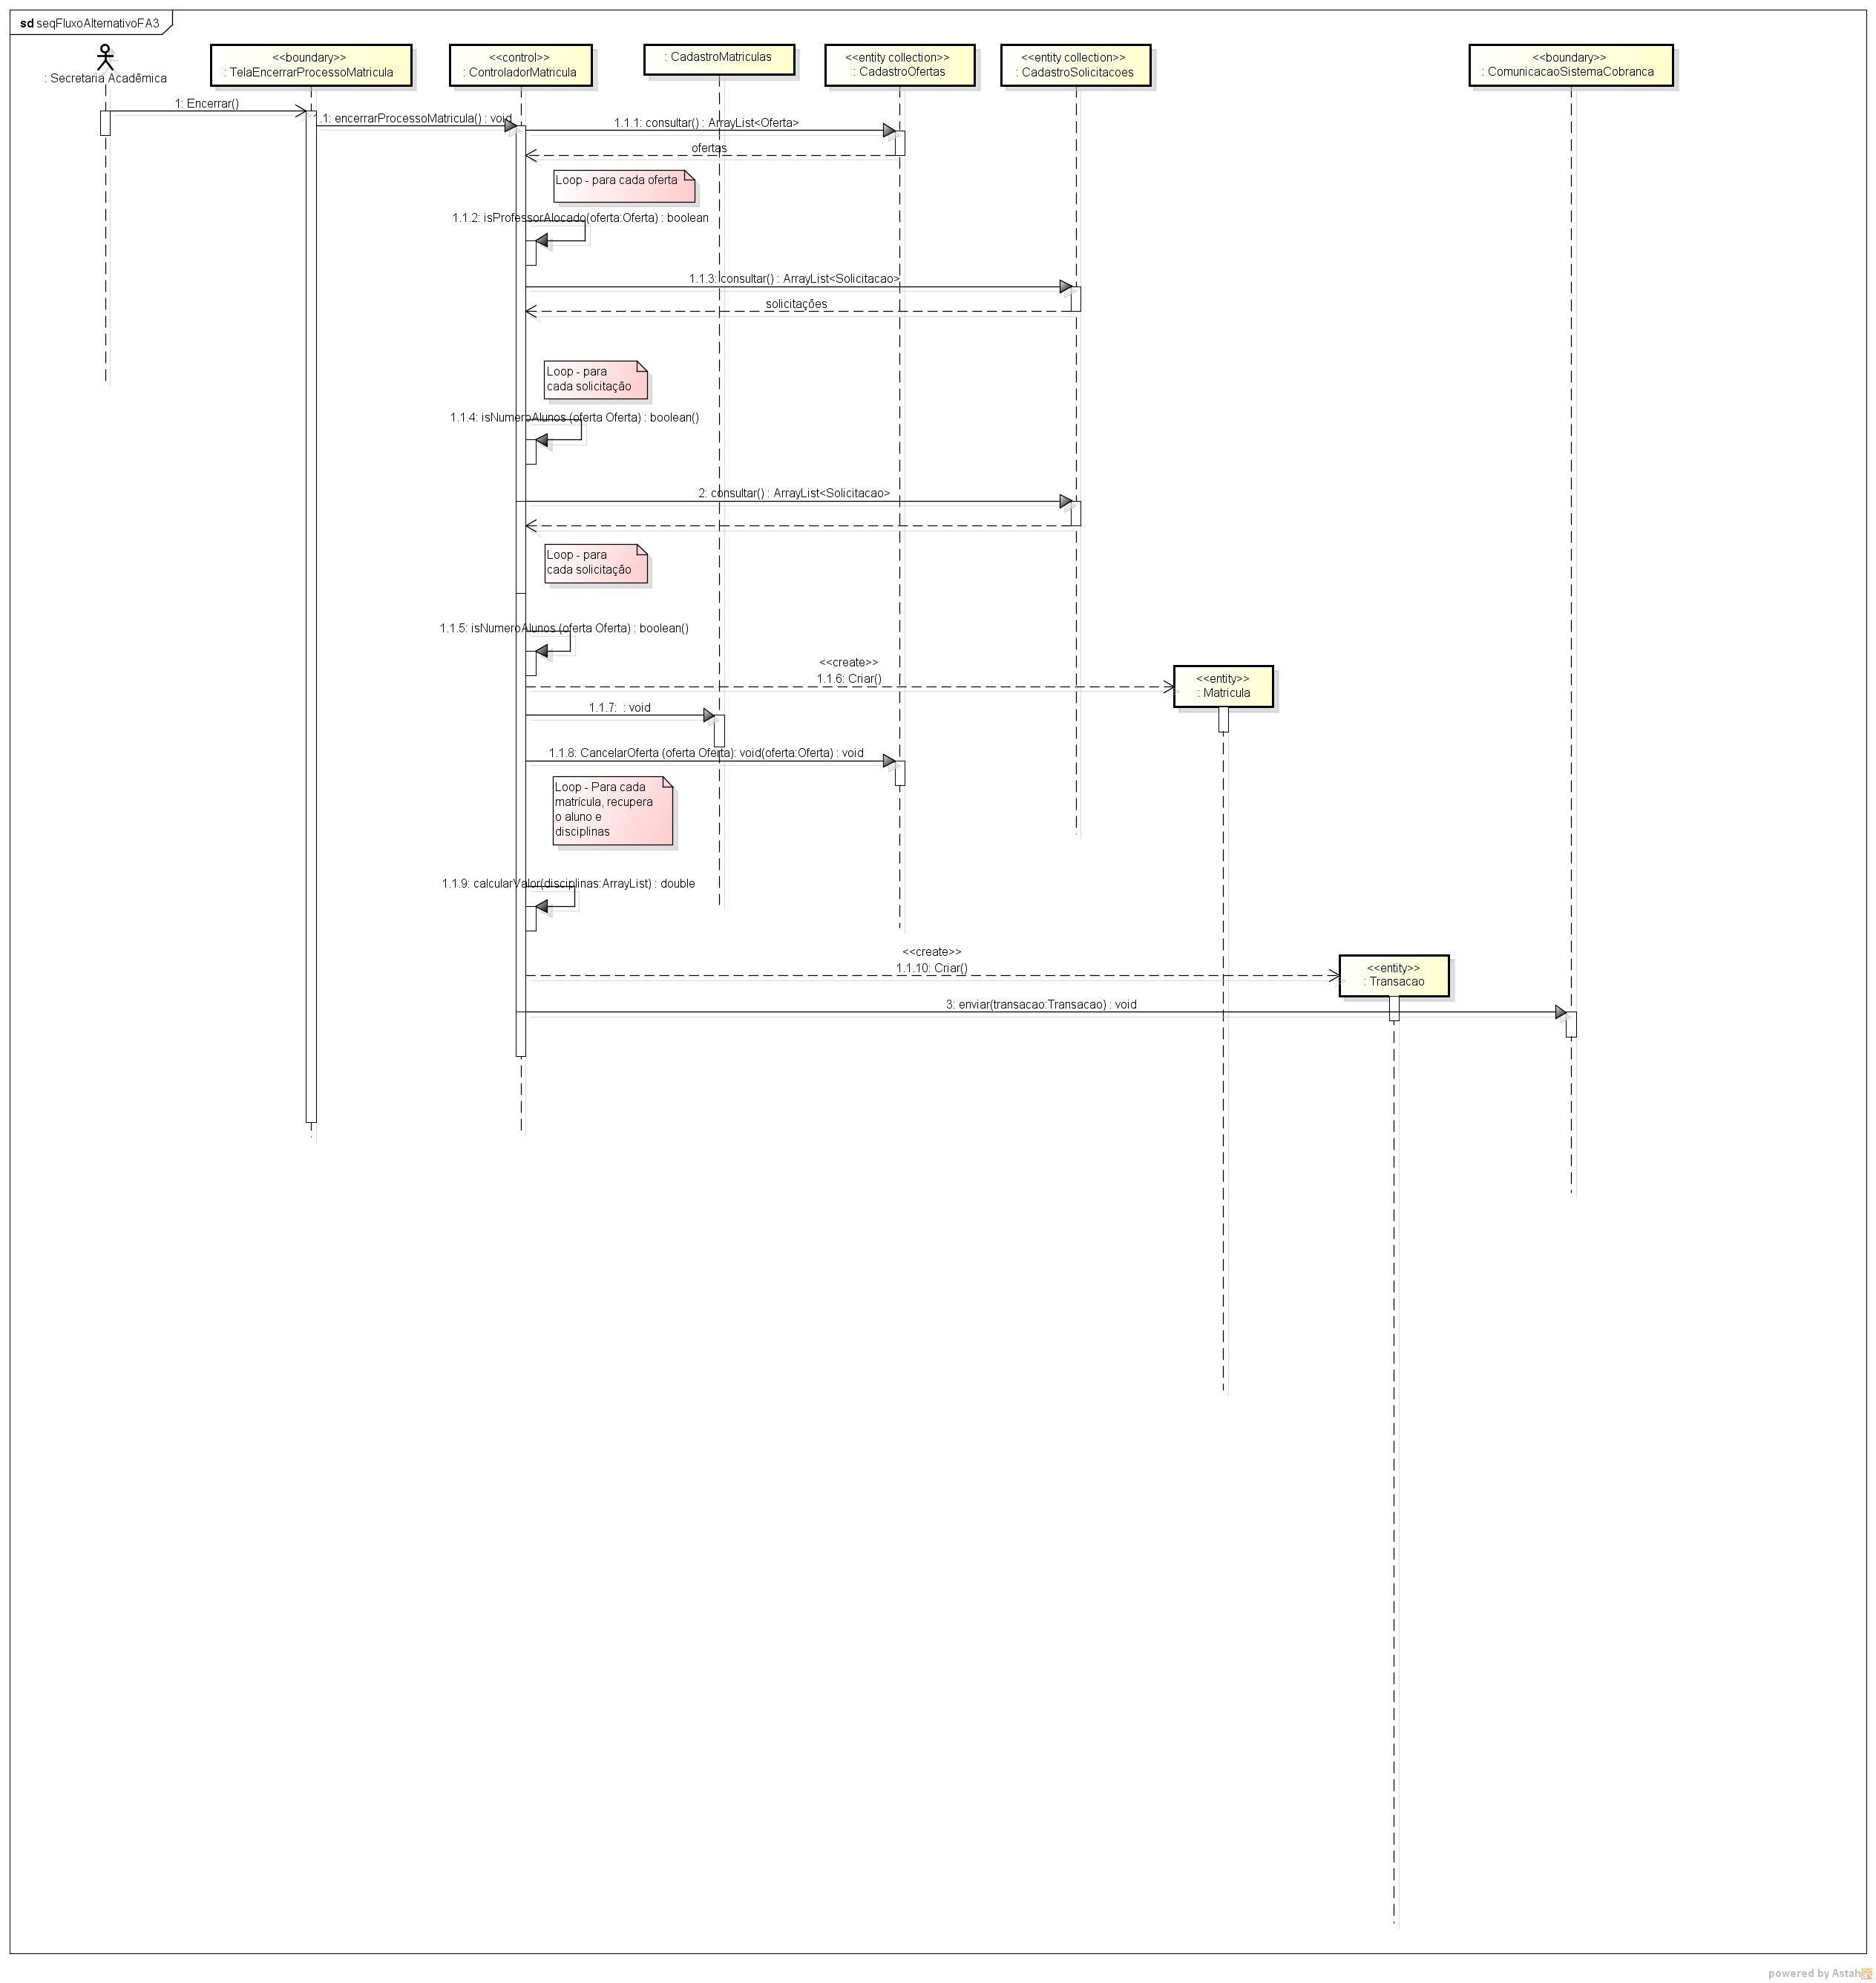 sd seqFluxoAlternativoFA3
: Secretaria Acadêmica
<<boundary>>
: TelaEncerrarProcessoMatricula
<<control>>
: ControladorMatricula
: CadastroMatriculas
<<entity collection>>
: CadastroOfertas
<<entity collection>>
: CadastroSolicitacoes
<<boundary>>
: ComunicacaoSistemaCobranca
1: Encerrar()
.1: encerrarProcessoMatricula() : void
1.1.1: consultar() : ArrayList<Oferta>
ofertas
Loop - para cada oferta
1.1.2: isProfessorAlocado(oferta:Oferta) : boolean
1.1.3: consultar() : ArrayList<Solicitacao>
solicitações
Loop - para
cada solicitação
1.1.4: isNumeroAlunos (oferta Oferta) : boolean()
2: consultar() : ArrayList<Solicitacao>
Loop - para
cada solicitação
1.1.5: isNumeroAlunos (oferta Oferta) : boolean()
<<create>>
1.1.6: Criar()
<<entity>>
: Matricula
1.1.7:  : void
1.1.8: CancelarOferta (oferta Oferta): void(oferta:Oferta) : void
Loop - Para cada
matrícula, recupera
o aluno e
disciplinas
1.1.9: calcularValor(disciplinas:ArrayList) : double
<<create>>
1.1.10: Criar()
<<entity>>
: Transacao
3: enviar(transacao:Transacao) : void
powered by Astah